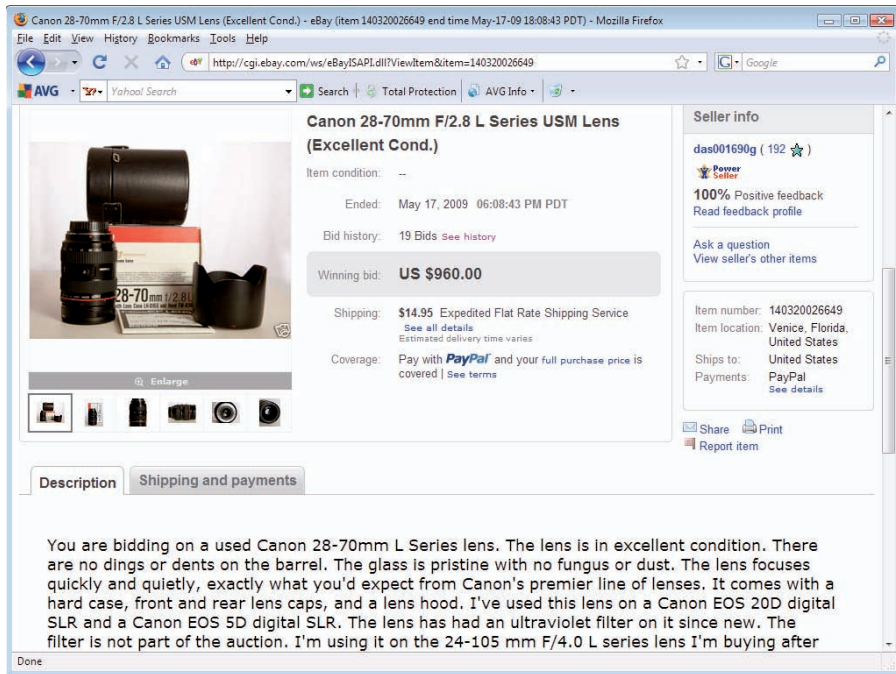 Canon 28-70mm F/2.8 L Series USM Lens (Excellent Cond.) - eBay (item 140320026649 end time May-17-09 18:08:43 PDT) - Mozilla Firefox
File Edit View History Bookmarks Tools Help
http://cgi.ebay.com/ws/eBayISAPI.dll?ViewItem&item=140320026649
Google
AVG Yahoo! Search Search Total Protection AVG Info
Canon 28-70mm F/2.8 L Series USM Lens
(Excellent Cond.)
Item condition: --
Ended: May 17, 2009 06:08:43 PM PDT
Bid history: 19 Bids See history
Winning bid: US $960.00
Shipping: $14.95 Expedited Flat Rate Shipping Service
See all details
Estimated delivery time varies
Coverage: Pay with PayPal and your full purchase price is
covered | See terms
28-70mm f/2.8L
Enlarge
Seller info
das001690g ( 192 )
Power
Seller
100% Positive feedback
Read feedback profile
Ask a question
View seller's other items
Item number: 140320026649
Item location: Venice, Florida,
United States
Ships to: United States
Payments: PayPal
See details
Share Print
Report item
Description Shipping and payments
You are bidding on a used Canon 28-70mm L Series lens. The lens is in excellent condition. There
are no dings or dents on the barrel. The glass is pristine with no fungus or dust. The lens focuses
quickly and quietly, exactly what you'd expect from Canon's premier line of lenses. It comes with a
hard case, front and rear lens caps, and a lens hood. I've used this lens on a Canon EOS 20D digital
SLR and a Canon EOS 5D digital SLR. The lens has had an ultraviolet filter on it since new. The
filter is not part of the auction. I'm using it on the 24-105 mm F/4.0 L series lens I'm buying after
Done